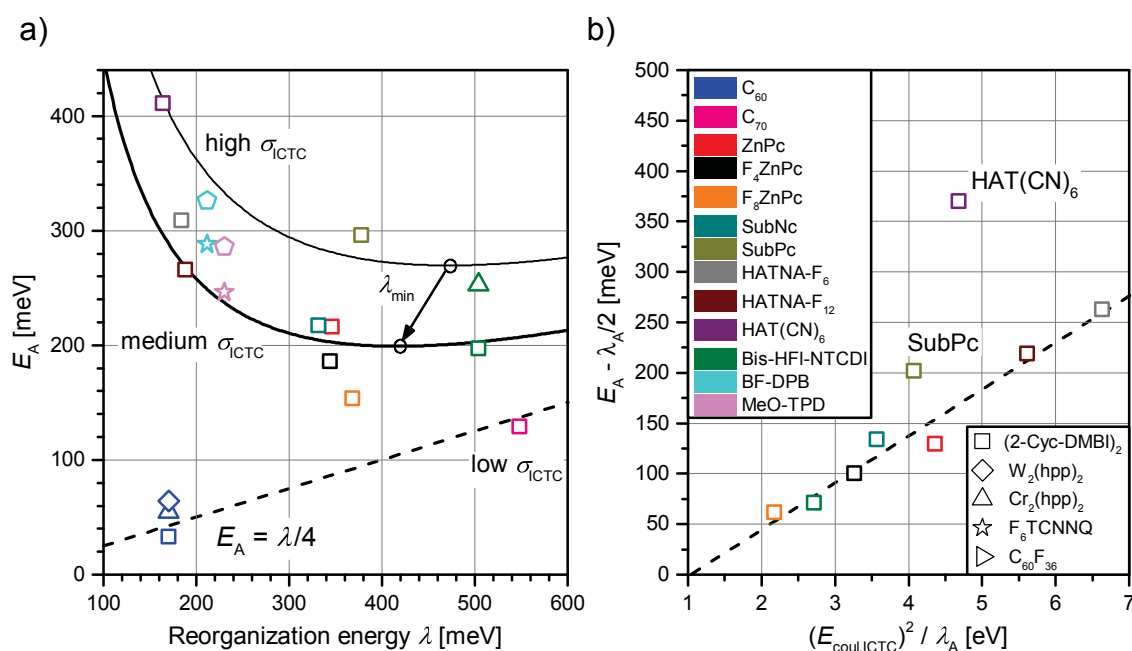 a)
b)
400
300
200
100
0
E_A [meV]
100 200 300 400 500 600
Reorganization energy λ [meV]
high σ_ICTC
λ_min
medium σ_ICTC
low σ_ICTC
E_A = λ/4
500
450
400
350
300
250
200
150
100
50
0
E_A - λ_A/2 [meV]
1 2 3 4 5 6 7
(E_coul,ICTC)² / λ_A [eV]
C₆₀
C₇₀
ZnPc
F₄ZnPc
F₈ZnPc
SubNc
SubPc
HATNA-F₆
HATNA-F₁₂
HAT(CN)₆
Bis-HFI-NTCDI
BF-DPB
MeO-TPD
HAT(CN)₆
SubPc
(2-Cyc-DMBI)₂
W₂(hpp)₂
Cr₂(hpp)₂
F₆TCNNQ
C₆₀F₃₆